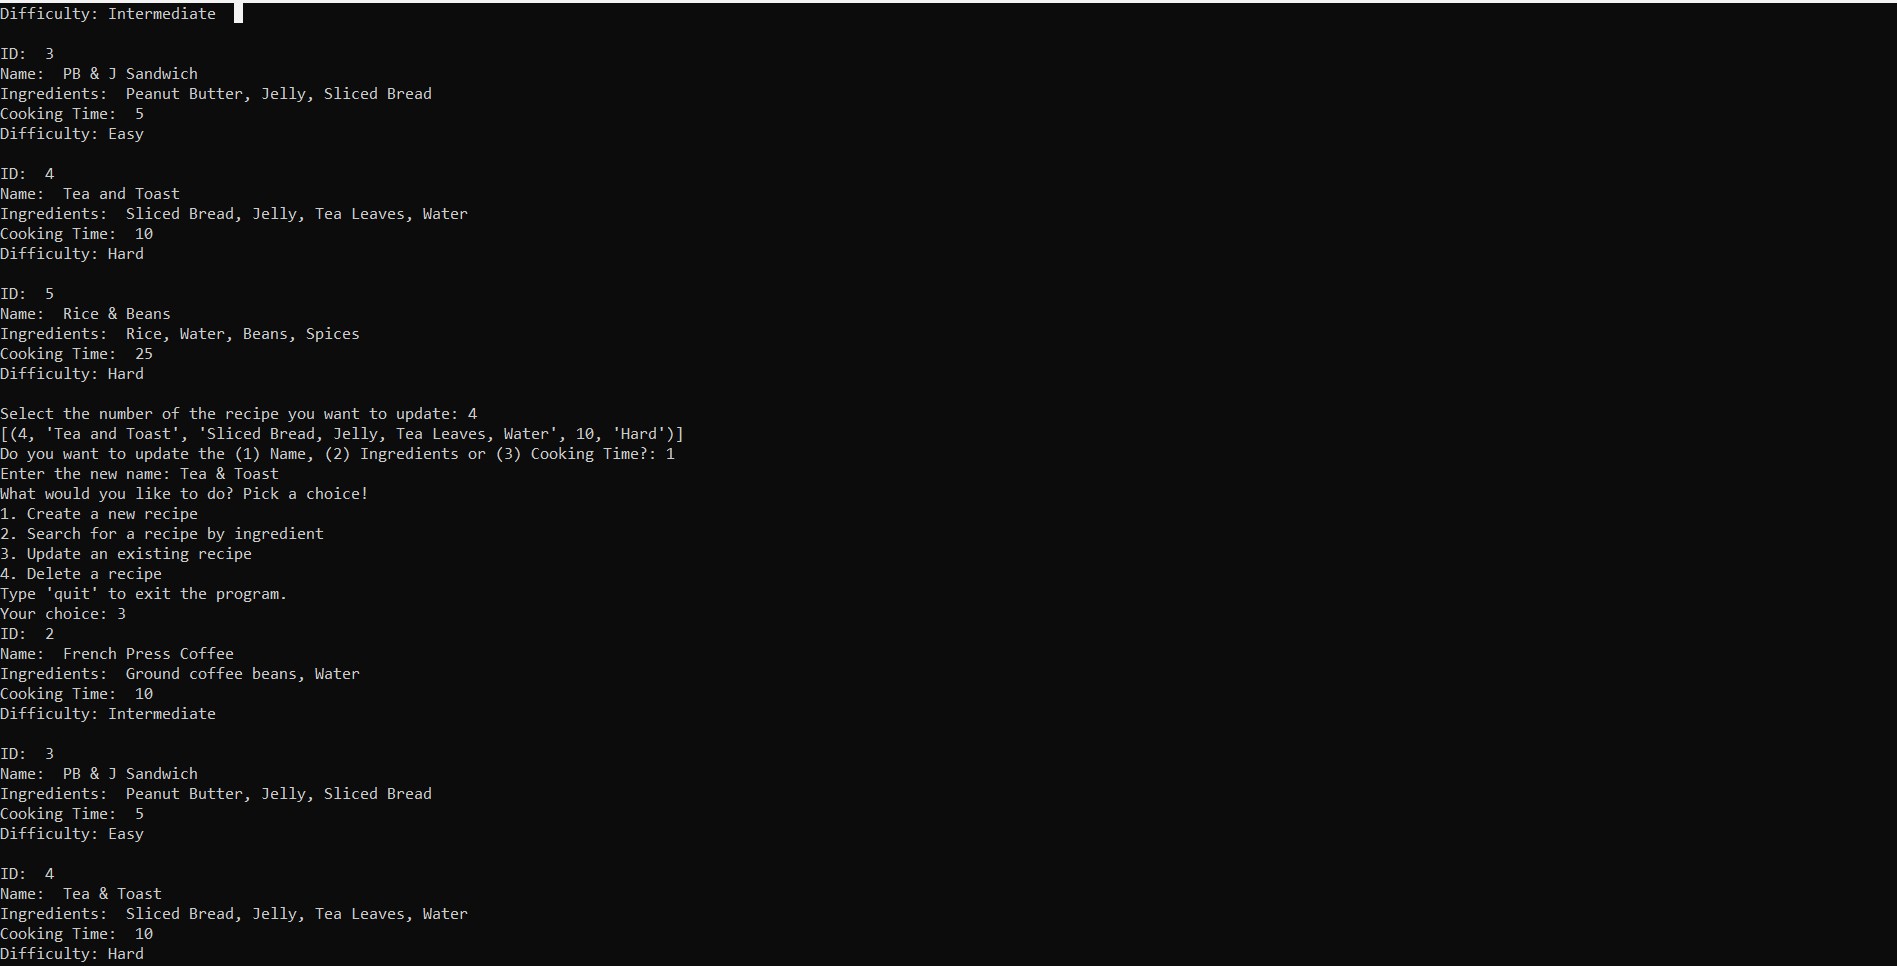 Difficulty: Intermediate
ID:  3
Name:  PB & J Sandwich
Ingredients:  Peanut Butter, Jelly, Sliced Bread
Cooking Time:  5
Difficulty: Easy
ID:  4
Name:  Tea and Toast
Ingredients:  Sliced Bread, Jelly, Tea Leaves, Water
Cooking Time:  10
Difficulty: Hard
ID:  5
Name:  Rice & Beans
Ingredients:  Rice, Water, Beans, Spices
Cooking Time:  25
Difficulty: Hard
Select the number of the recipe you want to update: 4
[(4, 'Tea and Toast', 'Sliced Bread, Jelly, Tea Leaves, Water', 10, 'Hard')]
Do you want to update the (1) Name, (2) Ingredients or (3) Cooking Time?: 1
Enter the new name: Tea & Toast
What would you like to do? Pick a choice!
1. Create a new recipe
2. Search for a recipe by ingredient
3. Update an existing recipe
4. Delete a recipe
Type 'quit' to exit the program.
Your choice: 3
ID:  2
Name:  French Press Coffee
Ingredients:  Ground coffee beans, Water
Cooking Time:  10
Difficulty: Intermediate
ID:  3
Name:  PB & J Sandwich
Ingredients:  Peanut Butter, Jelly, Sliced Bread
Cooking Time:  5
Difficulty: Easy
ID:  4
Name:  Tea & Toast
Ingredients:  Sliced Bread, Jelly, Tea Leaves, Water
Cooking Time:  10
Difficulty: Hard